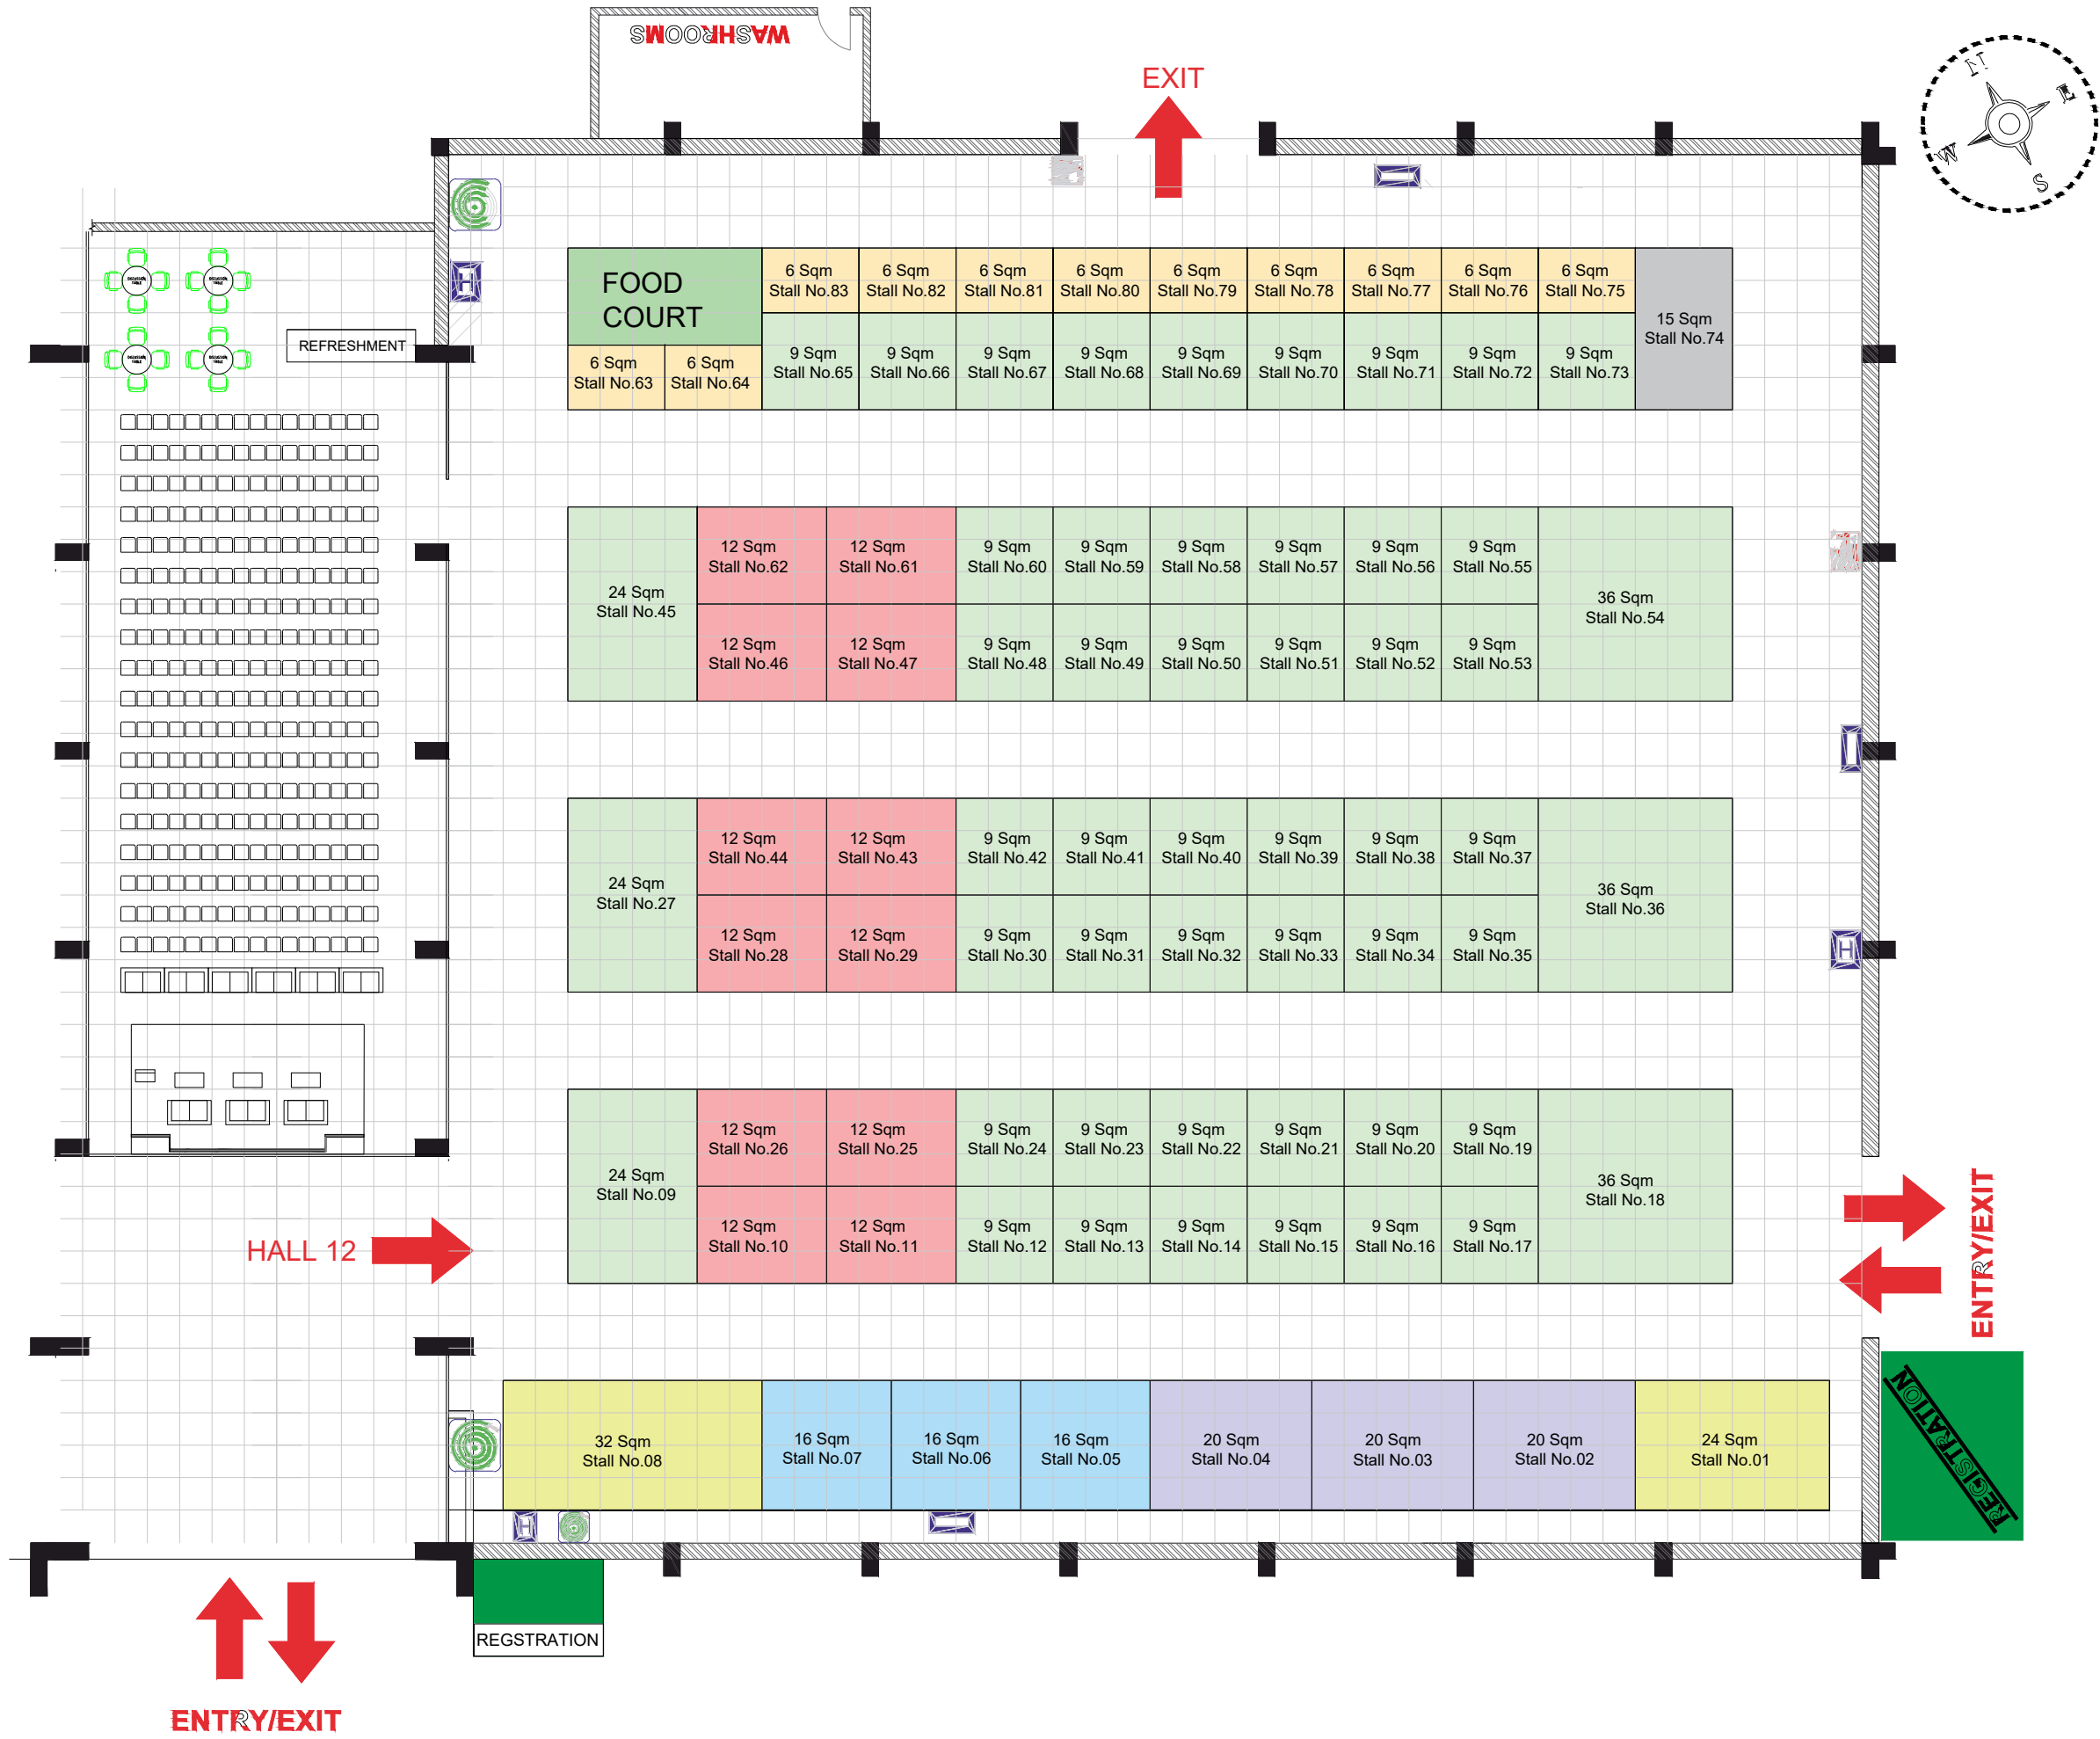 WASHROOMS
EXIT
N
E
W
S
FOOD
COURT
6 Sqm
Stall No.83
6 Sqm
Stall No.82
6 Sqm
Stall No.81
6 Sqm
Stall No.80
6 Sqm
Stall No.79
6 Sqm
Stall No.78
6 Sqm
Stall No.77
6 Sqm
Stall No.76
6 Sqm
Stall No.75
15 Sqm
Stall No.74
REFRESHMENT
6 Sqm
Stall No.63
6 Sqm
Stall No.64
9 Sqm
Stall No.65
9 Sqm
Stall No.66
9 Sqm
Stall No.67
9 Sqm
Stall No.68
9 Sqm
Stall No.69
9 Sqm
Stall No.70
9 Sqm
Stall No.71
9 Sqm
Stall No.72
9 Sqm
Stall No.73
24 Sqm
Stall No.45
12 Sqm
Stall No.62
12 Sqm
Stall No.61
9 Sqm
Stall No.60
9 Sqm
Stall No.59
9 Sqm
Stall No.58
9 Sqm
Stall No.57
9 Sqm
Stall No.56
9 Sqm
Stall No.55
36 Sqm
Stall No.54
12 Sqm
Stall No.46
12 Sqm
Stall No.47
9 Sqm
Stall No.48
9 Sqm
Stall No.49
9 Sqm
Stall No.50
9 Sqm
Stall No.51
9 Sqm
Stall No.52
9 Sqm
Stall No.53
24 Sqm
Stall No.27
12 Sqm
Stall No.44
12 Sqm
Stall No.43
9 Sqm
Stall No.42
9 Sqm
Stall No.41
9 Sqm
Stall No.40
9 Sqm
Stall No.39
9 Sqm
Stall No.38
9 Sqm
Stall No.37
36 Sqm
Stall No.36
12 Sqm
Stall No.28
12 Sqm
Stall No.29
9 Sqm
Stall No.30
9 Sqm
Stall No.31
9 Sqm
Stall No.32
9 Sqm
Stall No.33
9 Sqm
Stall No.34
9 Sqm
Stall No.35
24 Sqm
Stall No.09
12 Sqm
Stall No.26
12 Sqm
Stall No.25
9 Sqm
Stall No.24
9 Sqm
Stall No.23
9 Sqm
Stall No.22
9 Sqm
Stall No.21
9 Sqm
Stall No.20
9 Sqm
Stall No.19
36 Sqm
Stall No.18
12 Sqm
Stall No.10
12 Sqm
Stall No.11
9 Sqm
Stall No.12
9 Sqm
Stall No.13
9 Sqm
Stall No.14
9 Sqm
Stall No.15
9 Sqm
Stall No.16
9 Sqm
Stall No.17
HALL 12
ENTRY/EXIT
32 Sqm
Stall No.08
16 Sqm
Stall No.07
16 Sqm
Stall No.06
16 Sqm
Stall No.05
20 Sqm
Stall No.04
20 Sqm
Stall No.03
20 Sqm
Stall No.02
24 Sqm
Stall No.01
REGISTRATION
H
H
H
REGSTRATION
ENTRY/EXIT